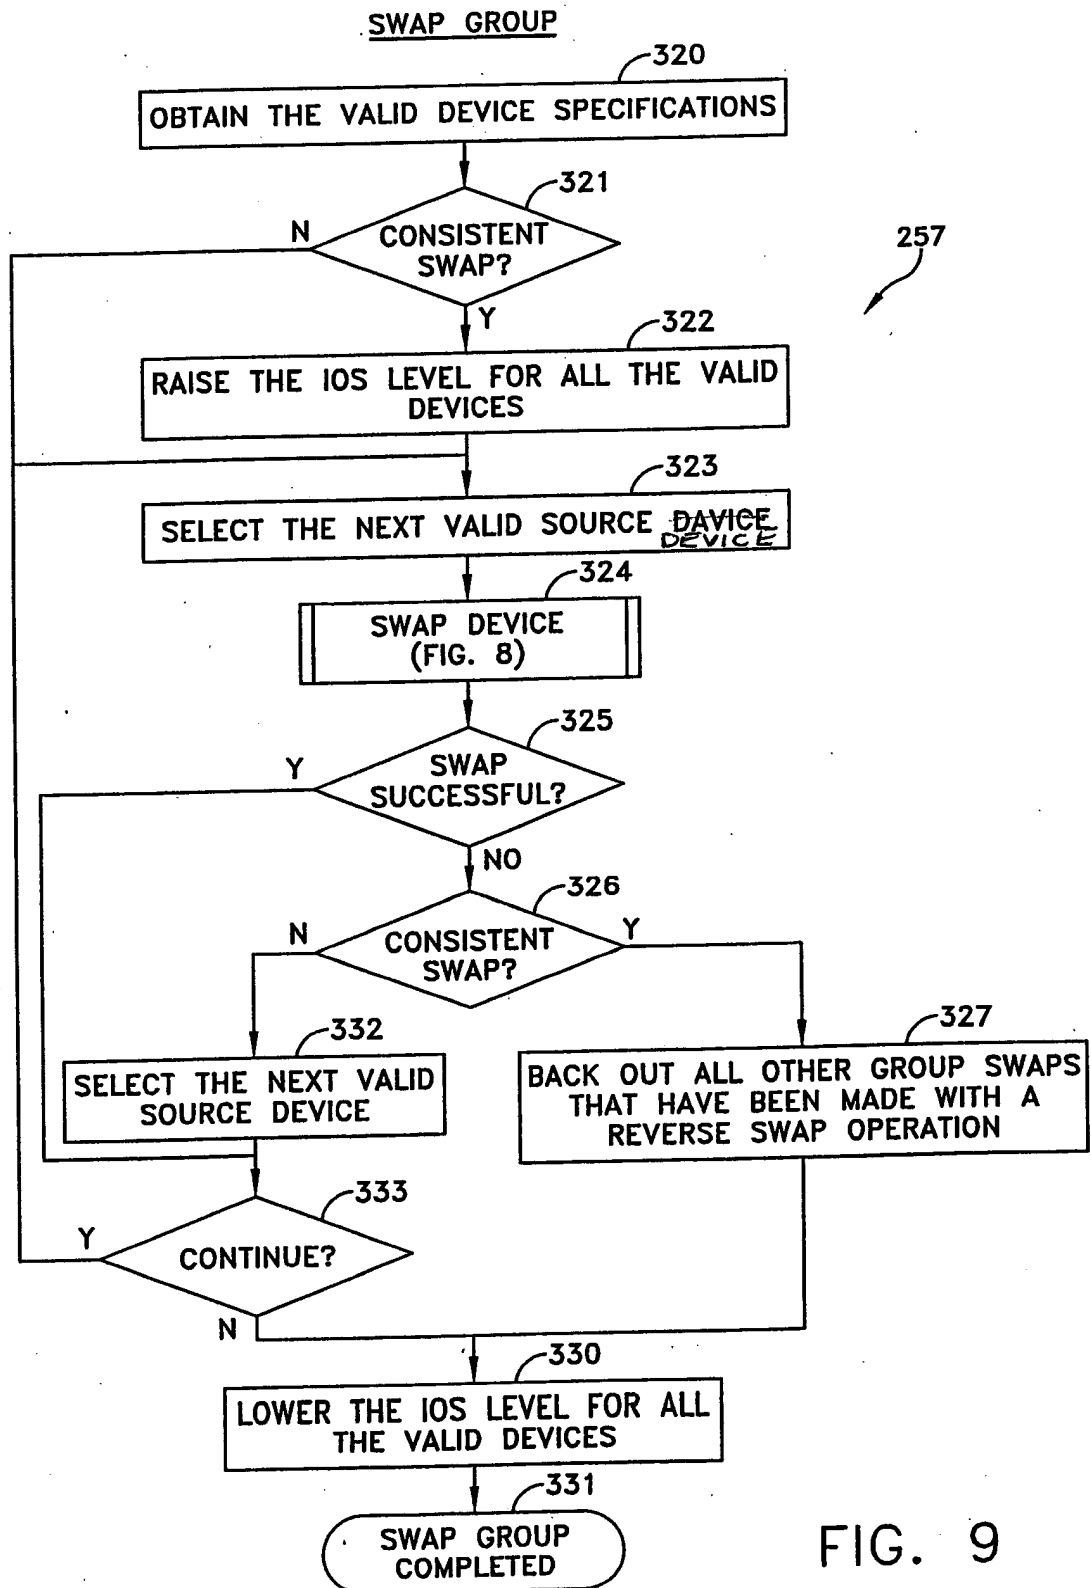 SWAP GROUP
320
OBTAIN THE VALID DEVICE SPECIFICATIONS
321
N
CONSISTENT
SWAP?
257
Y
322
RAISE THE IOS LEVEL FOR ALL THE VALID
DEVICES
323
SELECT THE NEXT VALID SOURCE DAVICE
DEVICE
324
SWAP DEVICE
(FIG. 8)
325
Y
SWAP
SUCCESSFUL?
NO
326
N
CONSISTENT
SWAP?
Y
332
SELECT THE NEXT VALID
SOURCE DEVICE
327
BACK OUT ALL OTHER GROUP SWAPS
THAT HAVE BEEN MADE WITH A
REVERSE SWAP OPERATION
333
Y
CONTINUE?
N
330
LOWER THE IOS LEVEL FOR ALL
THE VALID DEVICES
331
SWAP GROUP
COMPLETED
FIG. 9